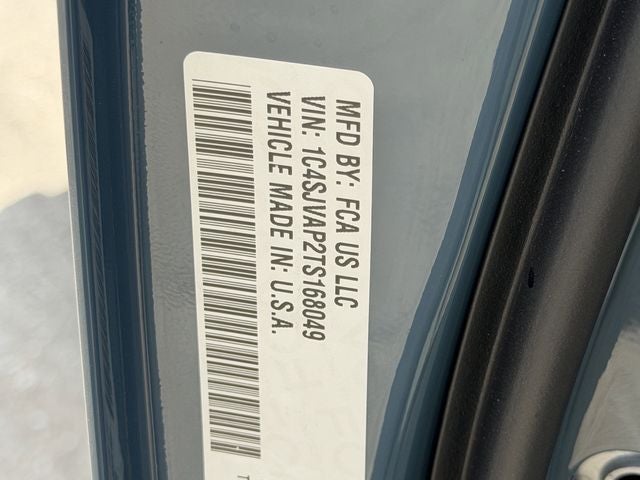 MFD BY: FCA US LLC
VIN: 1C4SJVAP2TS168049
VEHICLE MADE IN: U.S.A.